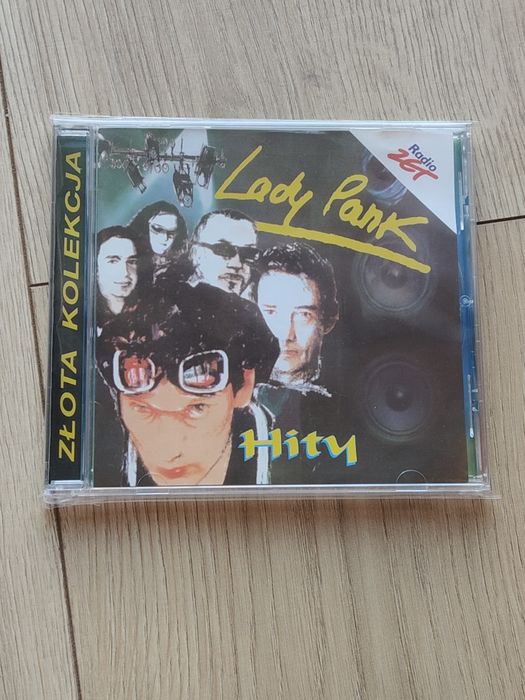 ZŁOTA KOLEKCJA
Lady Pank
Radio
ZET
Hity